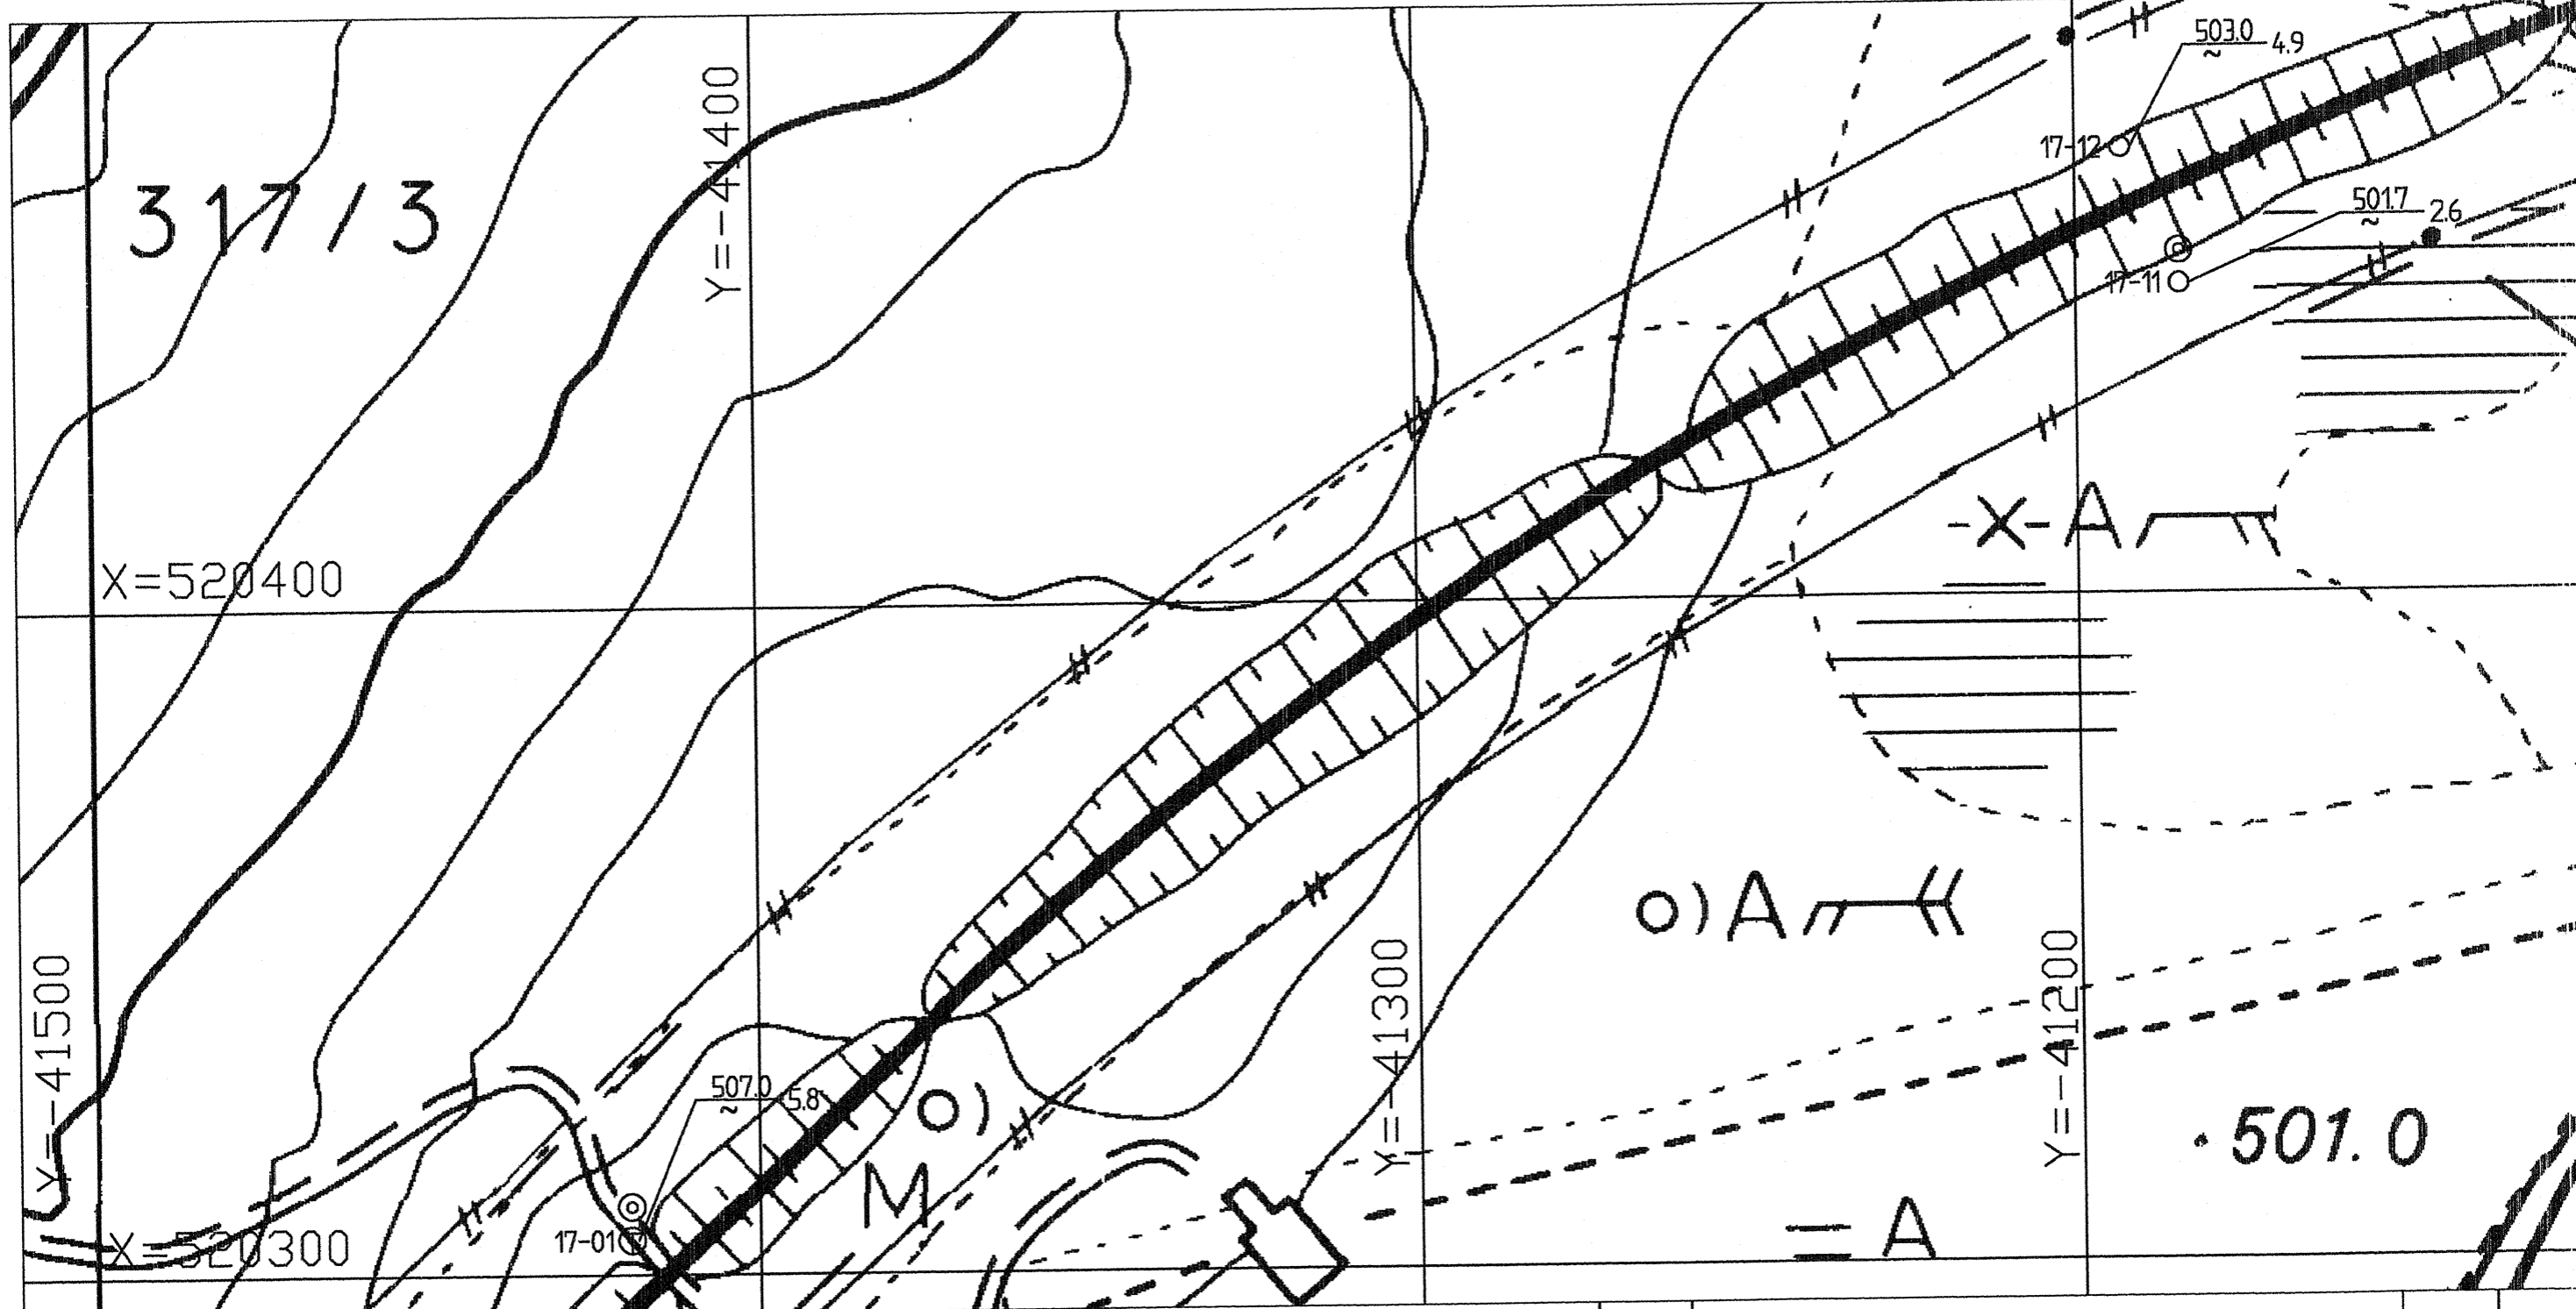 503.0 4.9
17-12
317/3
Y=-41400
501.7 2.6
17-11
-X-A
X=520400
O) A
Y=-41500
Y=-41300
Y=-41200
507.0 5.8
O)
M
501.0
17-01
X=520300
= A